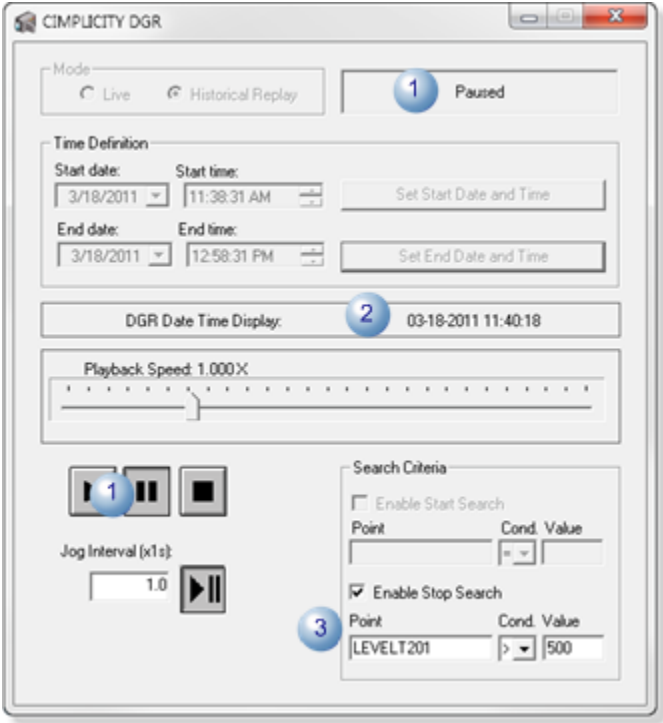 CIMPLICITY DGR
Mode
Live Historical Replay
1 Paused
Time Definition
Start date: Start time:
3/18/2011 11:38:31 AM Set Start Date and Time
End date: End time:
3/18/2011 12:58:31 PM Set End Date and Time
DGR Date Time Display: 2 03-18-2011 11:40:18
Playback Speed: 1.000X
1
Jog Interval (x1s):
1.0
Search Criteria
Enable Start Search
Point Cond. Value
=
Enable Stop Search
Point Cond. Value
3 LEVELT201 > 500